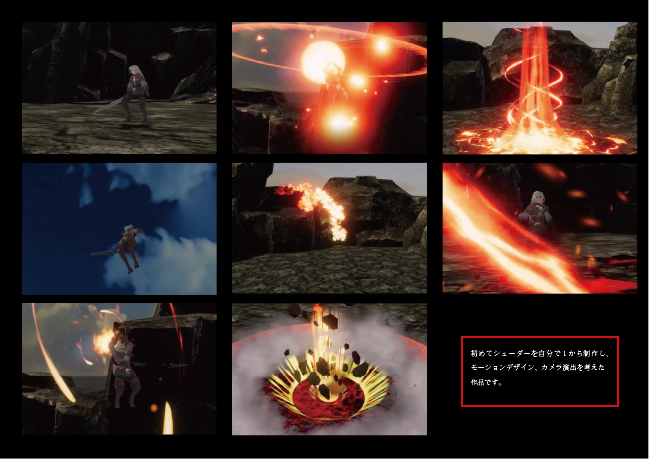 初めてシェーダーを自分で1から制作し、
モーションデザイン、カメラ演出を考えた
作品です。